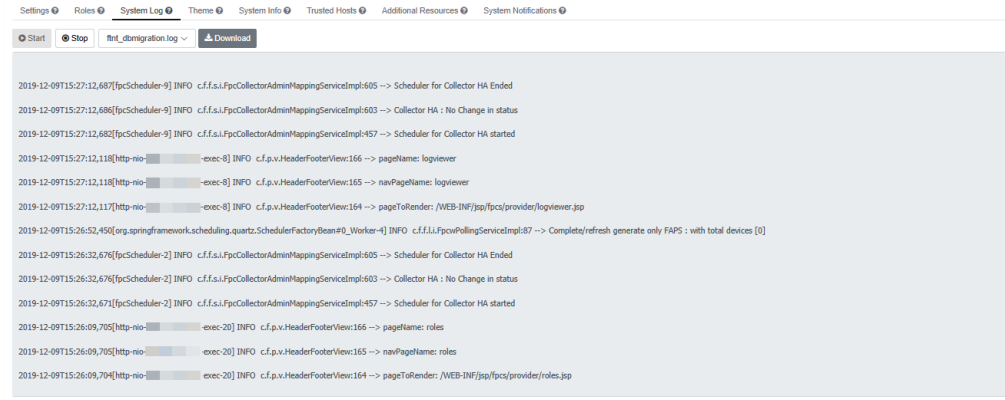 Settings Roles System Log Theme System Info Trusted Hosts Additional Resources System Notifications
Start Stop ftnt_dbmigration.log Download
2019-12-09T15:27:12,687[fpcScheduler-9] INFO c.f.f.s.i.FpcCollectorAdminMappingServiceImpl:605 --> Scheduler for Collector HA Ended
2019-12-09T15:27:12,686[fpcScheduler-9] INFO c.f.f.s.i.FpcCollectorAdminMappingServiceImpl:603 --> Collector HA : No Change in status
2019-12-09T15:27:12,682[fpcScheduler-9] INFO c.f.f.s.i.FpcCollectorAdminMappingServiceImpl:457 --> Scheduler for Collector HA started
2019-12-09T15:27:12,118[http-nio- -exec-8] INFO c.f.p.v.HeaderFooterView:166 --> pageName: logviewer
2019-12-09T15:27:12,118[http-nio- -exec-8] INFO c.f.p.v.HeaderFooterView:165 --> navPageName: logviewer
2019-12-09T15:27:12,117[http-nio- -exec-8] INFO c.f.p.v.HeaderFooterView:164 --> pageToRender: /WEB-INF/jsp/fpcs/provider/logviewer.jsp
2019-12-09T15:26:52,450[org.springframework.scheduling.quartz.SchedulerFactoryBean#0_Worker-4] INFO c.f.f.l.i.FpcwPollingServiceImpl:87 --> Complete/refresh generate only FAPS : with total devices [0]
2019-12-09T15:26:32,676[fpcScheduler-2] INFO c.f.f.s.i.FpcCollectorAdminMappingServiceImpl:605 --> Scheduler for Collector HA Ended
2019-12-09T15:26:32,676[fpcScheduler-2] INFO c.f.f.s.i.FpcCollectorAdminMappingServiceImpl:603 --> Collector HA : No Change in status
2019-12-09T15:26:32,671[fpcScheduler-2] INFO c.f.f.s.i.FpcCollectorAdminMappingServiceImpl:457 --> Scheduler for Collector HA started
2019-12-09T15:26:09,705[http-nio- -exec-20] INFO c.f.p.v.HeaderFooterView:166 --> pageName: roles
2019-12-09T15:26:09,705[http-nio- -exec-20] INFO c.f.p.v.HeaderFooterView:165 --> navPageName: roles
2019-12-09T15:26:09,704[http-nio- exec-20] INFO c.f.p.v.HeaderFooterView:164 --> pageToRender: /WEB-INF/jsp/fpcs/provider/roles.jsp